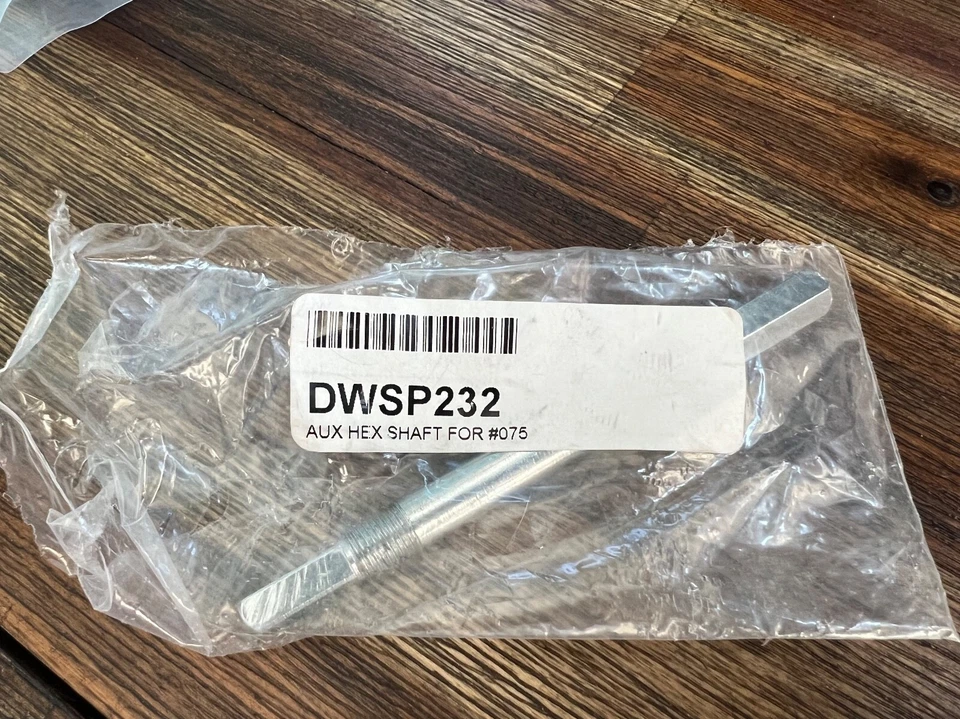 DWSP232
AUX HEX SHAFT FOR #075